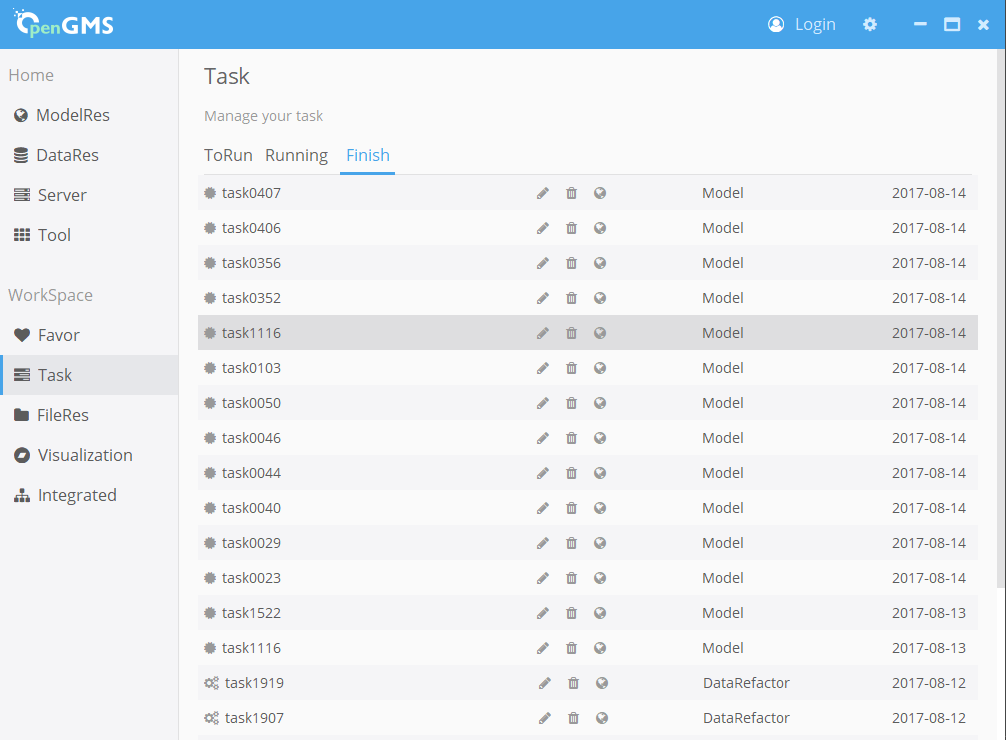 OpenGMS
Login
Home
ModelRes
DataRes
Server
Tool
WorkSpace
Favor
Task
FileRes
Visualization
Integrated
Task
Manage your task
ToRun Running Finish
task0407 Model 2017-08-14
task0406 Model 2017-08-14
task0356 Model 2017-08-14
task0352 Model 2017-08-14
task1116 Model 2017-08-14
task0103 Model 2017-08-14
task0050 Model 2017-08-14
task0046 Model 2017-08-14
task0044 Model 2017-08-14
task0040 Model 2017-08-14
task0029 Model 2017-08-14
task0023 Model 2017-08-14
task1522 Model 2017-08-13
task1116 Model 2017-08-13
task1919 DataRefactor 2017-08-12
task1907 DataRefactor 2017-08-12